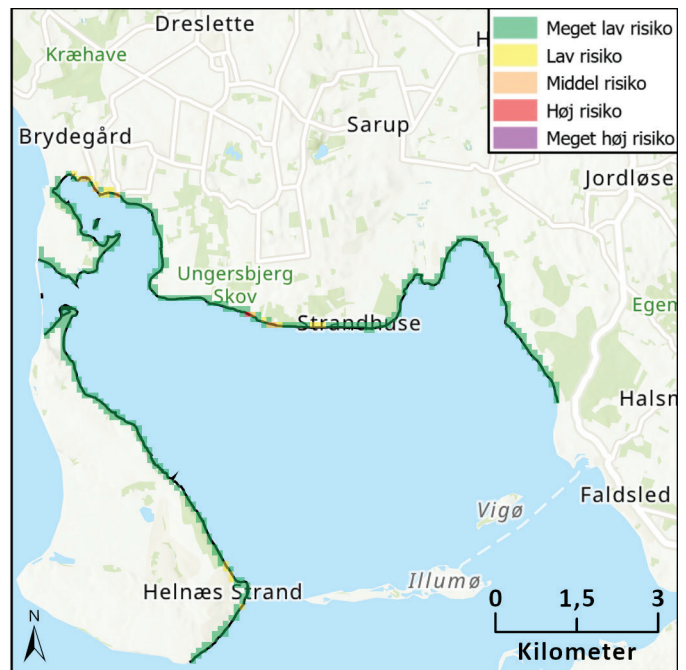 Dreslette
H
Kræhave
Meget lav risiko
Lav risiko
Middel risiko
Høj risiko
Meget høj risiko
Brydegård
Sarup
Jordløse
Ungersbjerg
Skov
Egem
Strandhuse
Halsn
Faldsled
Vigø
Illumø
Helnæs Strand
N
0 1,5 3
Kilometer